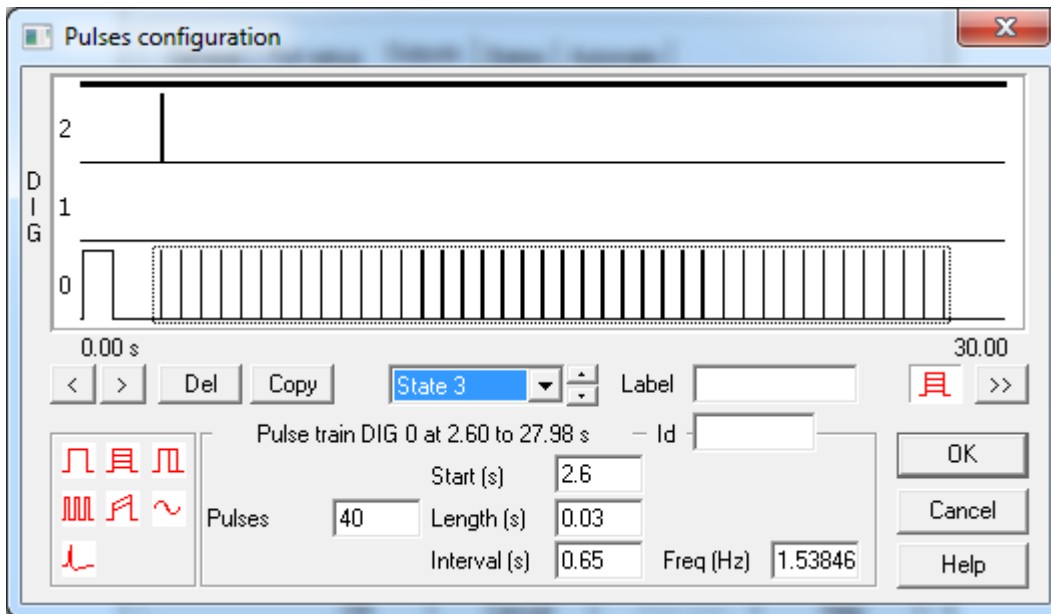 Pulses configuration
2
D
I
G
1
0
0.00 s
30.00
< > Del Copy State 3 Label >>
Pulse train DIG 0 at 2.60 to 27.98 s Id
Start (s) 2.6
Pulses 40 Length (s) 0.03
Interval (s) 0.65 Freq (Hz) 1.53846
OK
Cancel
Help